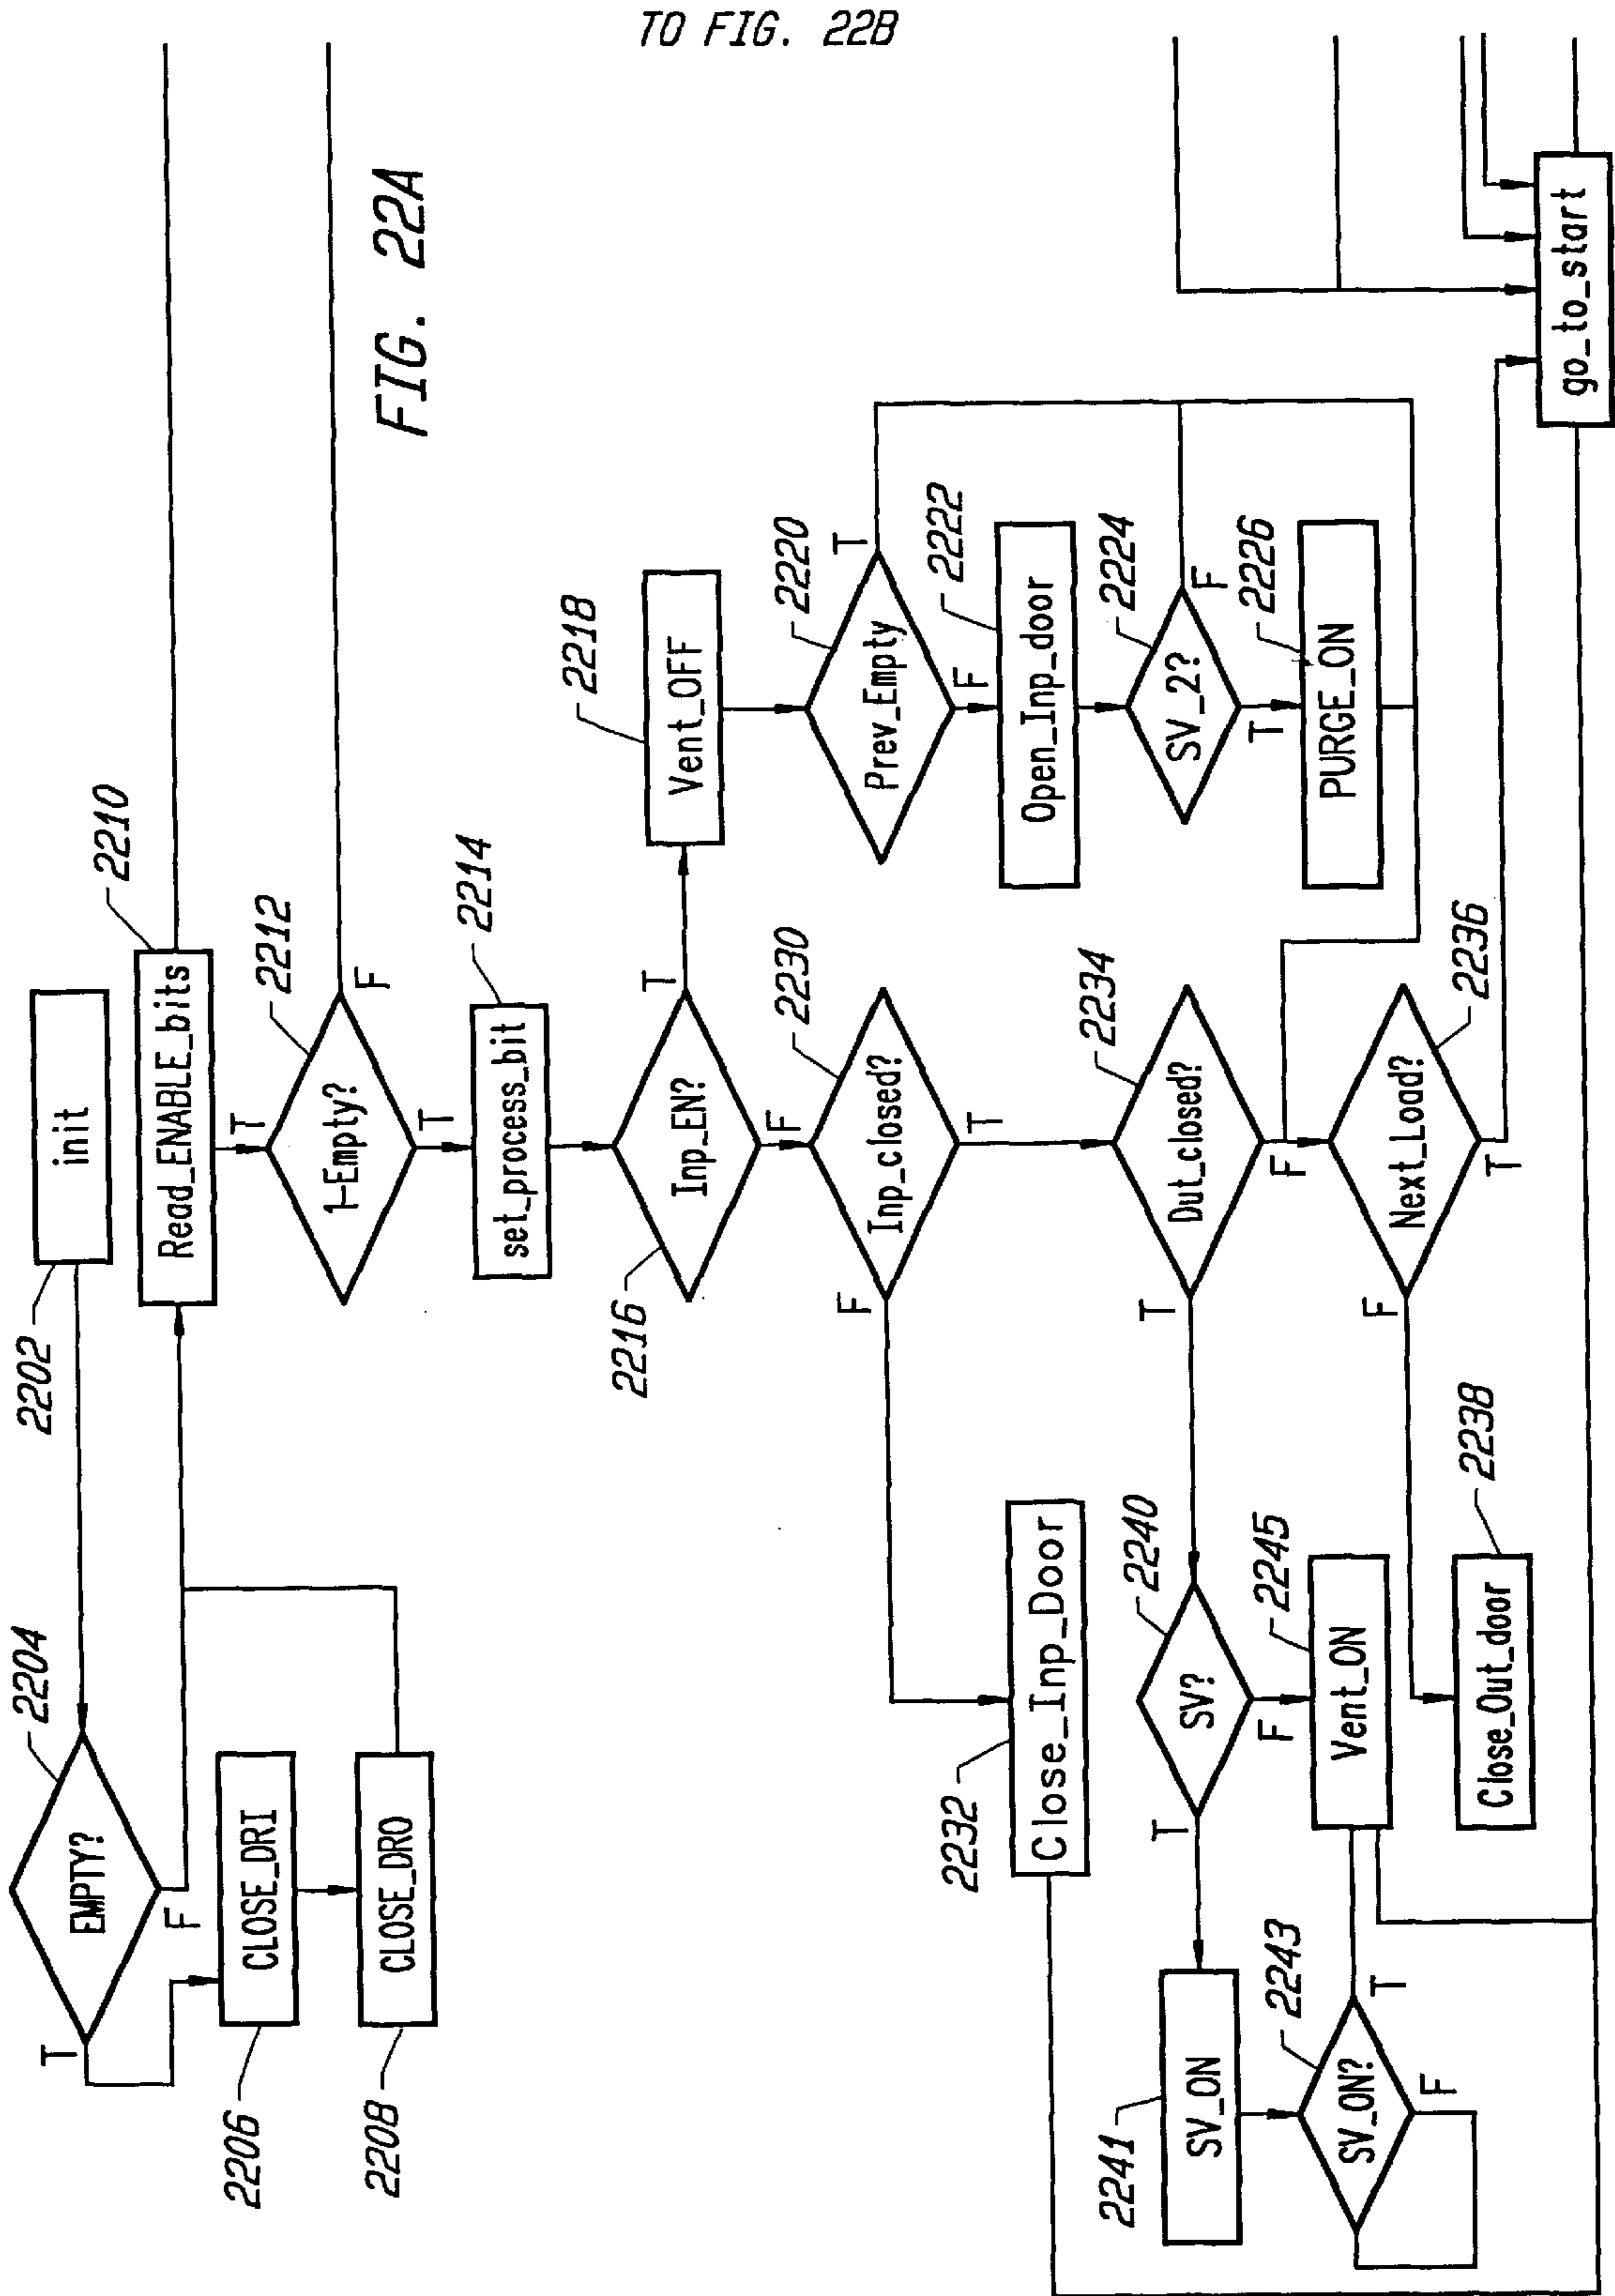 TO FIG. 22B
FIG. 22A
2202
init
2204
EMPTY?
T
F
2206
CLOSE_DRI
2208
CLOSE_DRO
2210
Read_ENABLE_bits
T
2212
1-Empty?
F
T
2214
set_process_bit
2216
Inp_EN?
T
F
2218
Vent_OFF
2220
Prev_Empty
T
F
2222
Open_Inp_door
2224
SV_2?
F
T
2226
PURGE_ON
2230
Inp_closed?
F
T
2232
Close_Inp_Door
2234
Dut_closed?
T
F
2236
Next_Load?
F
T
2238
Close_Out_door
2240
SV?
T
F
2241
SV_ON
2243
SV_ON?
T
F
2245
Vent_ON
go_to_start